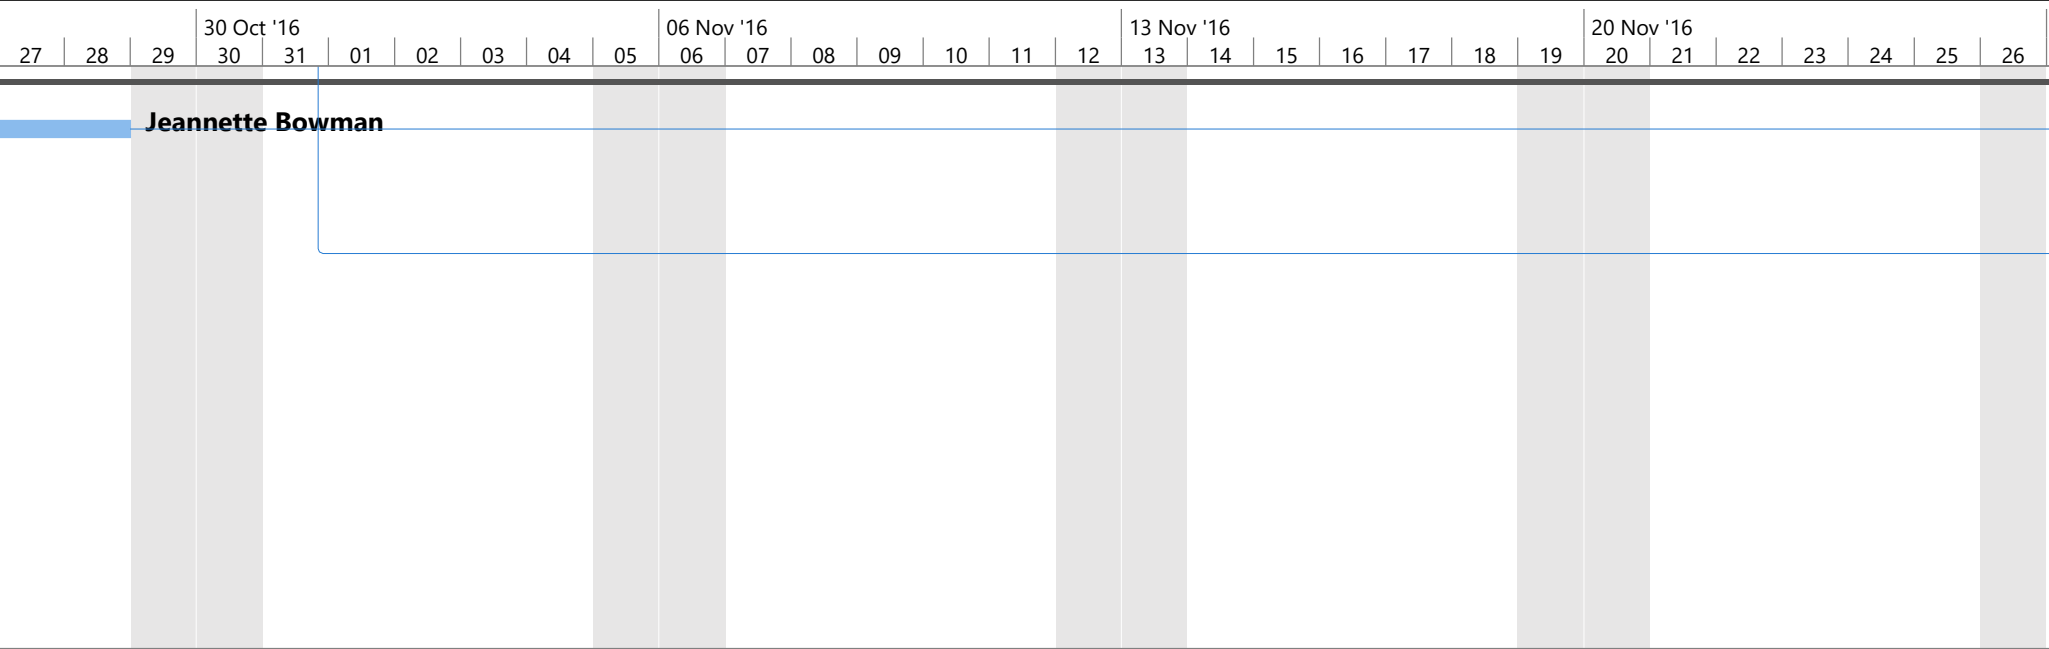 30 Oct '16 06 Nov '16 13 Nov '16 20 Nov '16
27 28 29 30 31 01 02 03 04 05 06 07 08 09 10 11 12 13 14 15 16 17 18 19 20 21 22 23 24 25 26
Jeannette Bowman